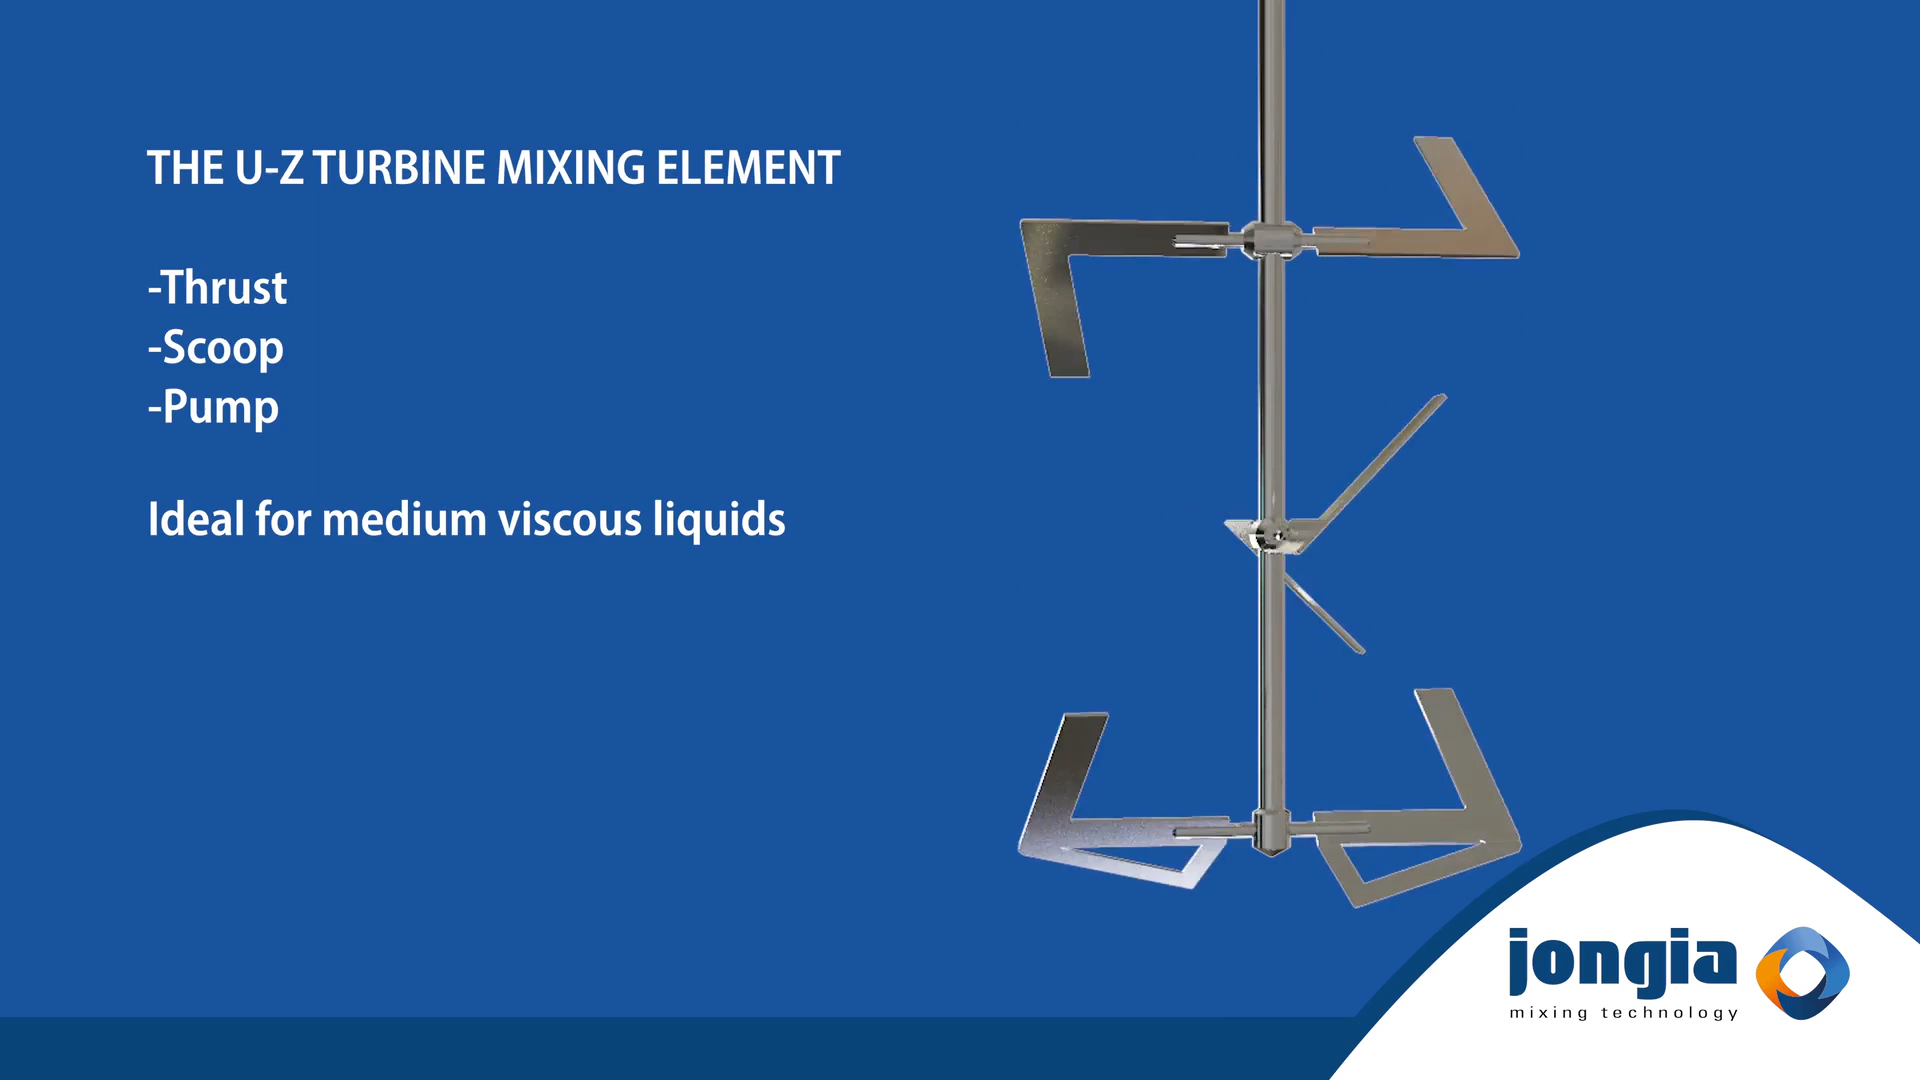 THE U-Z TURBINE MIXING ELEMENT
-Thrust
-Scoop
-Pump
Ideal for medium viscous liquids
jongia
mixing technology